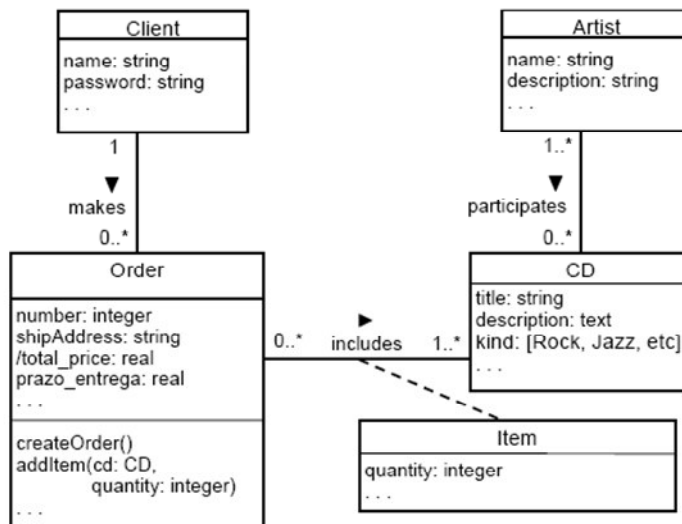 Client
name: string
password: string
. . .
Artist
name: string
description: string
. . .
1
makes
0..*
1..*
participates
0..*
Order
number: integer
shipAddress: string
/total_price: real
prazo_entrega: real
. . .
createOrder()
addItem(cd: CD,
quantity: integer)
. . .
0..*
includes
1..*
CD
title: string
description: text
kind: [Rock, Jazz, etc]
. . .
Item
quantity: integer
. . .